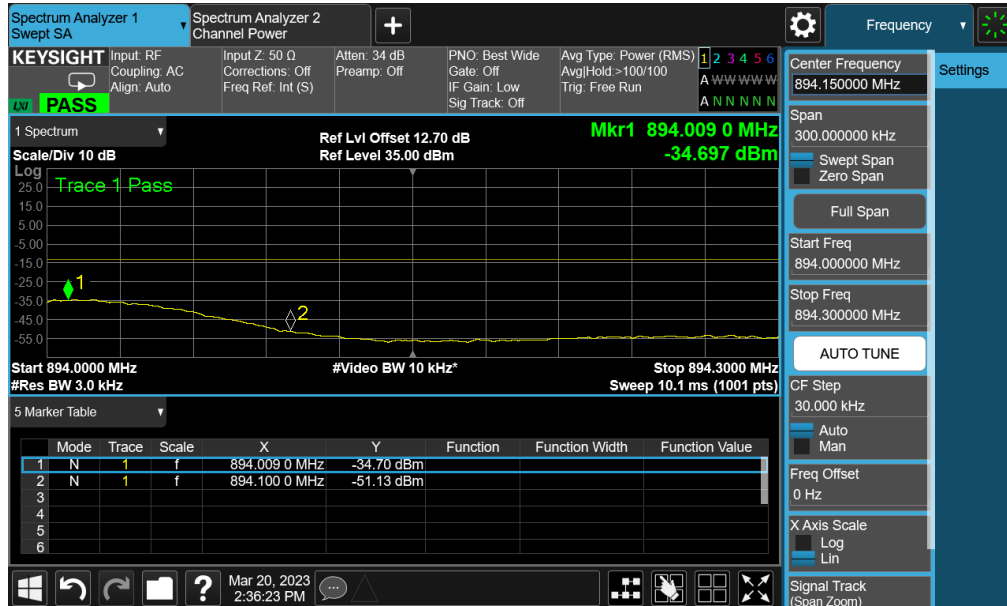 Spectrum Analyzer 1
Swept SA
Spectrum Analyzer 2
Channel Power
+
Frequency
KEYSIGHT
LXI
PASS
Input: RF
Coupling: AC
Align: Auto
Input Z: 50 Ω
Corrections: Off
Freq Ref: Int (S)
Atten: 34 dB
Preamp: Off
PNO: Best Wide
Gate: Off
IF Gain: Low
Sig Track: Off
Avg Type: Power (RMS)
Avg|Hold:>100/100
Trig: Free Run
1 2 3 4 5 6
A W W W W W
A N N N N N
1 Spectrum
Scale/Div 10 dB
Ref Lvl Offset 12.70 dB
Ref Level 35.00 dBm
Mkr1 894.009 0 MHz
-34.697 dBm
Log
Trace 1 Pass
25.0
15.0
5.00
-5.00
-15.0
-25.0
-35.0
-45.0
-55.0
1
2
Start 894.0000 MHz
#Res BW 3.0 kHz
#Video BW 10 kHz*
Stop 894.3000 MHz
Sweep 10.1 ms (1001 pts)
5 Marker Table
Mode Trace Scale X Y Function Function Width Function Value
1 N 1 f 894.009 0 MHz -34.70 dBm
2 N 1 f 894.100 0 MHz -51.13 dBm
3
4
5
6
Mar 20, 2023
2:36:23 PM
?
Center Frequency
894.150000 MHz
Settings
Span
300.000000 kHz
Swept Span
Zero Span
Full Span
Start Freq
894.000000 MHz
Stop Freq
894.300000 MHz
AUTO TUNE
CF Step
30.000 kHz
Auto
Man
Freq Offset
0 Hz
X Axis Scale
Log
Lin
Signal Track
(Span Zoom)